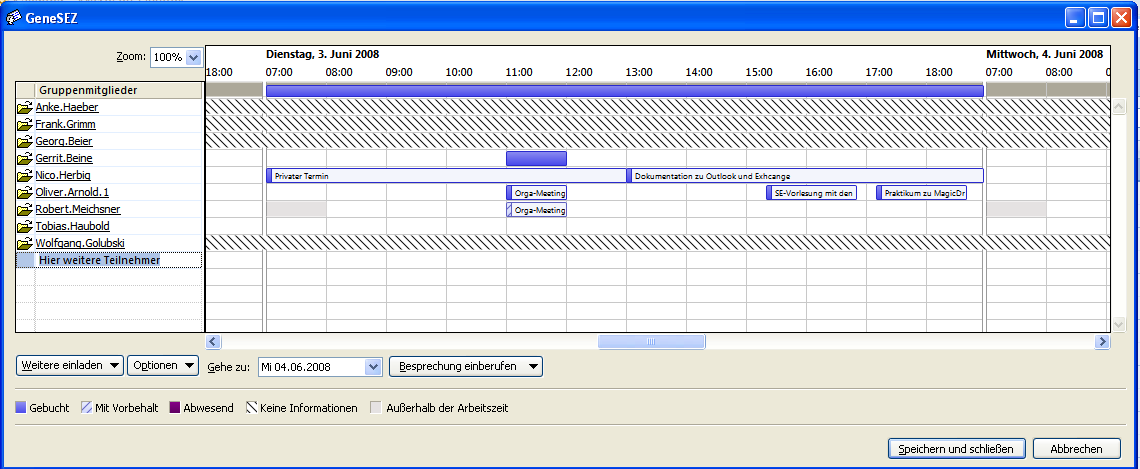 GeneSEZ
Zoom: 100%
Dienstag, 3. Juni 2008 Mittwoch, 4. Juni 2008
18:00 07:00 08:00 09:00 10:00 11:00 12:00 13:00 14:00 15:00 16:00 17:00 18:00 07:00 08:00 0
Gruppenmitglieder
Anke.Haeber
Frank.Grimm
Georg.Beier
Gerrit.Beine
Nico.Herbig Privater Termin Dokumentation zu Outlook und Exhcange
Oliver.Arnold.1 Orga-Meeting SE-Vorlesung mit den Praktikum zu MagicDr
Robert.Meichsner Orga-Meeting
Tobias.Haubold
Wolfgang.Golubski
Hier weitere Teilnehmer
Weitere einladen Optionen Gehe zu: Mi 04.06.2008 Besprechung einberufen
Gebucht Mit Vorbehalt Abwesend Keine Informationen Außerhalb der Arbeitszeit
Speichern und schließen Abbrechen